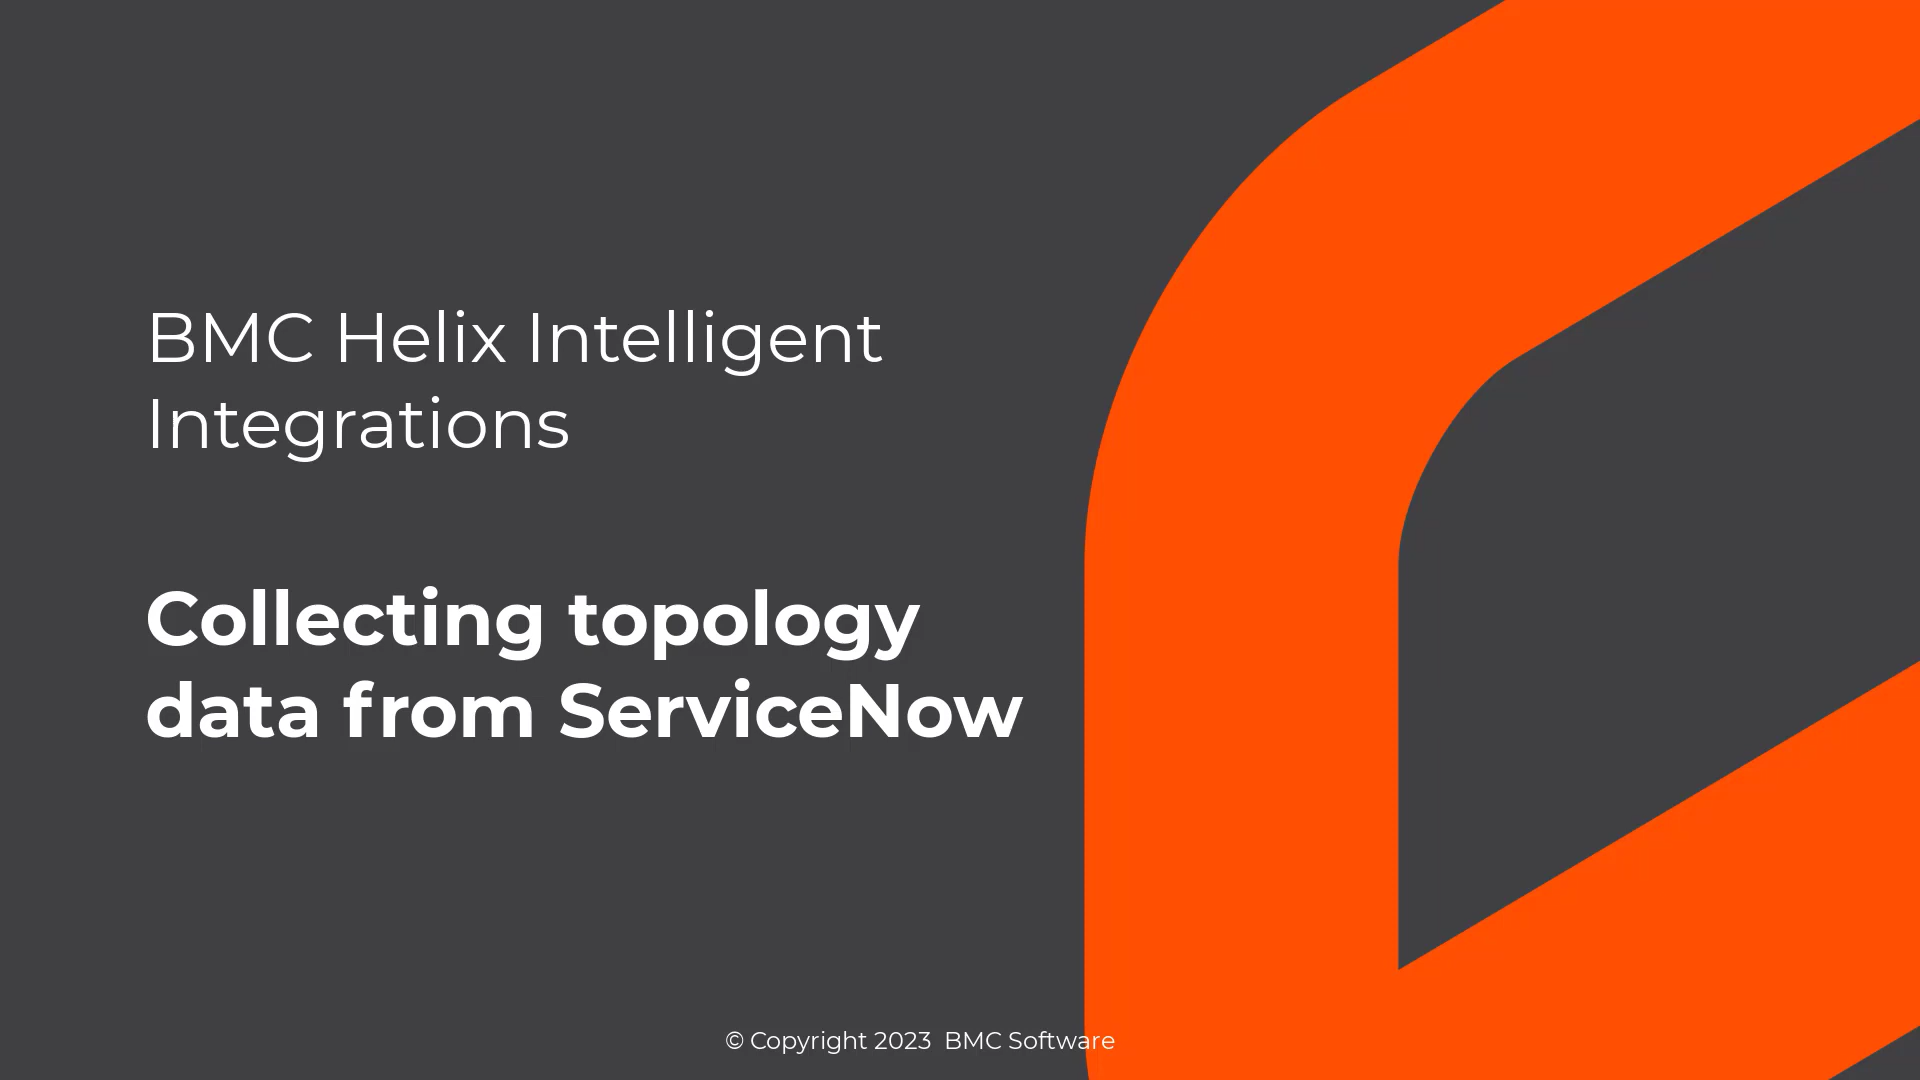 BMC Helix Intelligent
Integrations
Collecting topology
data from ServiceNow
© Copyright 2023 BMC Software